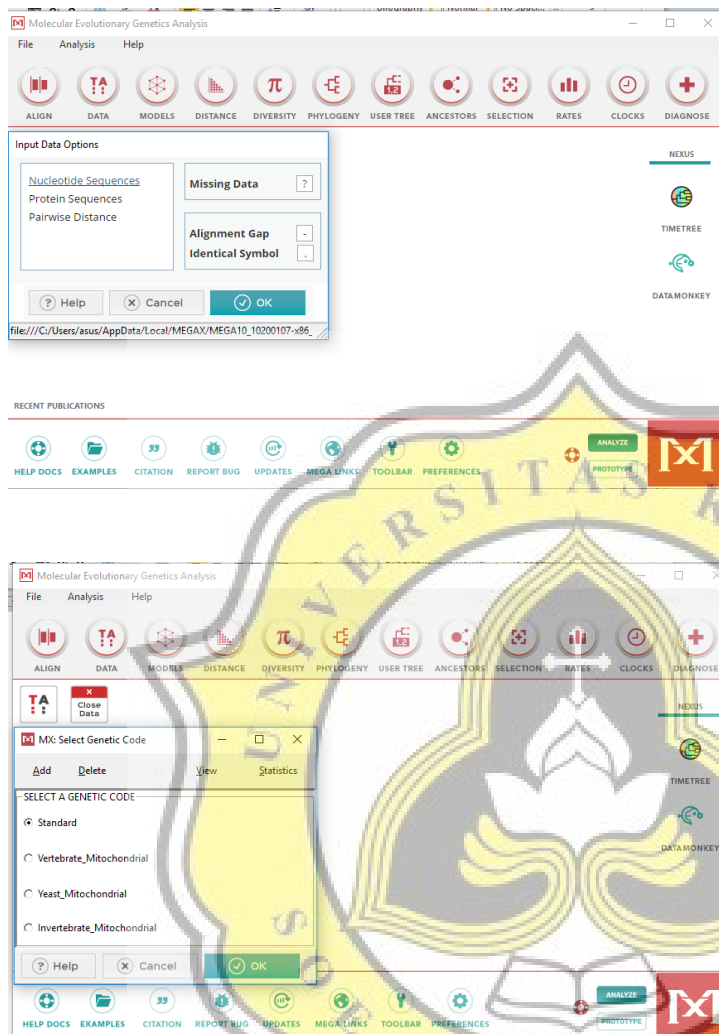 Molecular Evolutionary Genetics Analysis
File Analysis Help
ALIGN DATA MODELS DISTANCE DIVERSITY PHYLOGENY USER TREE ANCESTORS SELECTION RATES CLOCKS DIAGNOSE
Input Data Options
Nucleotide Sequences
Protein Sequences
Pairwise Distance
Missing Data ?
Alignment Gap -
Identical Symbol .
Help Cancel OK
file:///C:/Users/asus/AppData/Local/MEGAX/MEGA10_10200107-x86_
NEXUS
TIMETREE
DATAMONKEY
RECENT PUBLICATIONS
HELP DOCS EXAMPLES CITATION REPORT BUG UPDATES MEGA LINKS TOOLBAR PREFERENCES
ANALYZE
PROTOTYPE
UNIVERSITAS
Molecular Evolutionary Genetics Analysis
File Analysis Help
ALIGN DATA MODELS DISTANCE DIVERSITY PHYLOGENY USER TREE ANCESTORS SELECTION RATES CLOCKS DIAGNOSE
TA
Close
Data
MX: Select Genetic Code
Add Delete View Statistics
SELECT A GENETIC CODE
Standard
Vertebrate_Mitochondrial
Yeast_Mitochondrial
Invertebrate_Mitochondrial
Help Cancel OK
NEXUS
TIMETREE
DATAMONKEY
HELP DOCS EXAMPLES CITATION REPORT BUG UPDATES MEGA LINKS TOOLBAR PREFERENCES
ANALYZE
PROTOTYPE